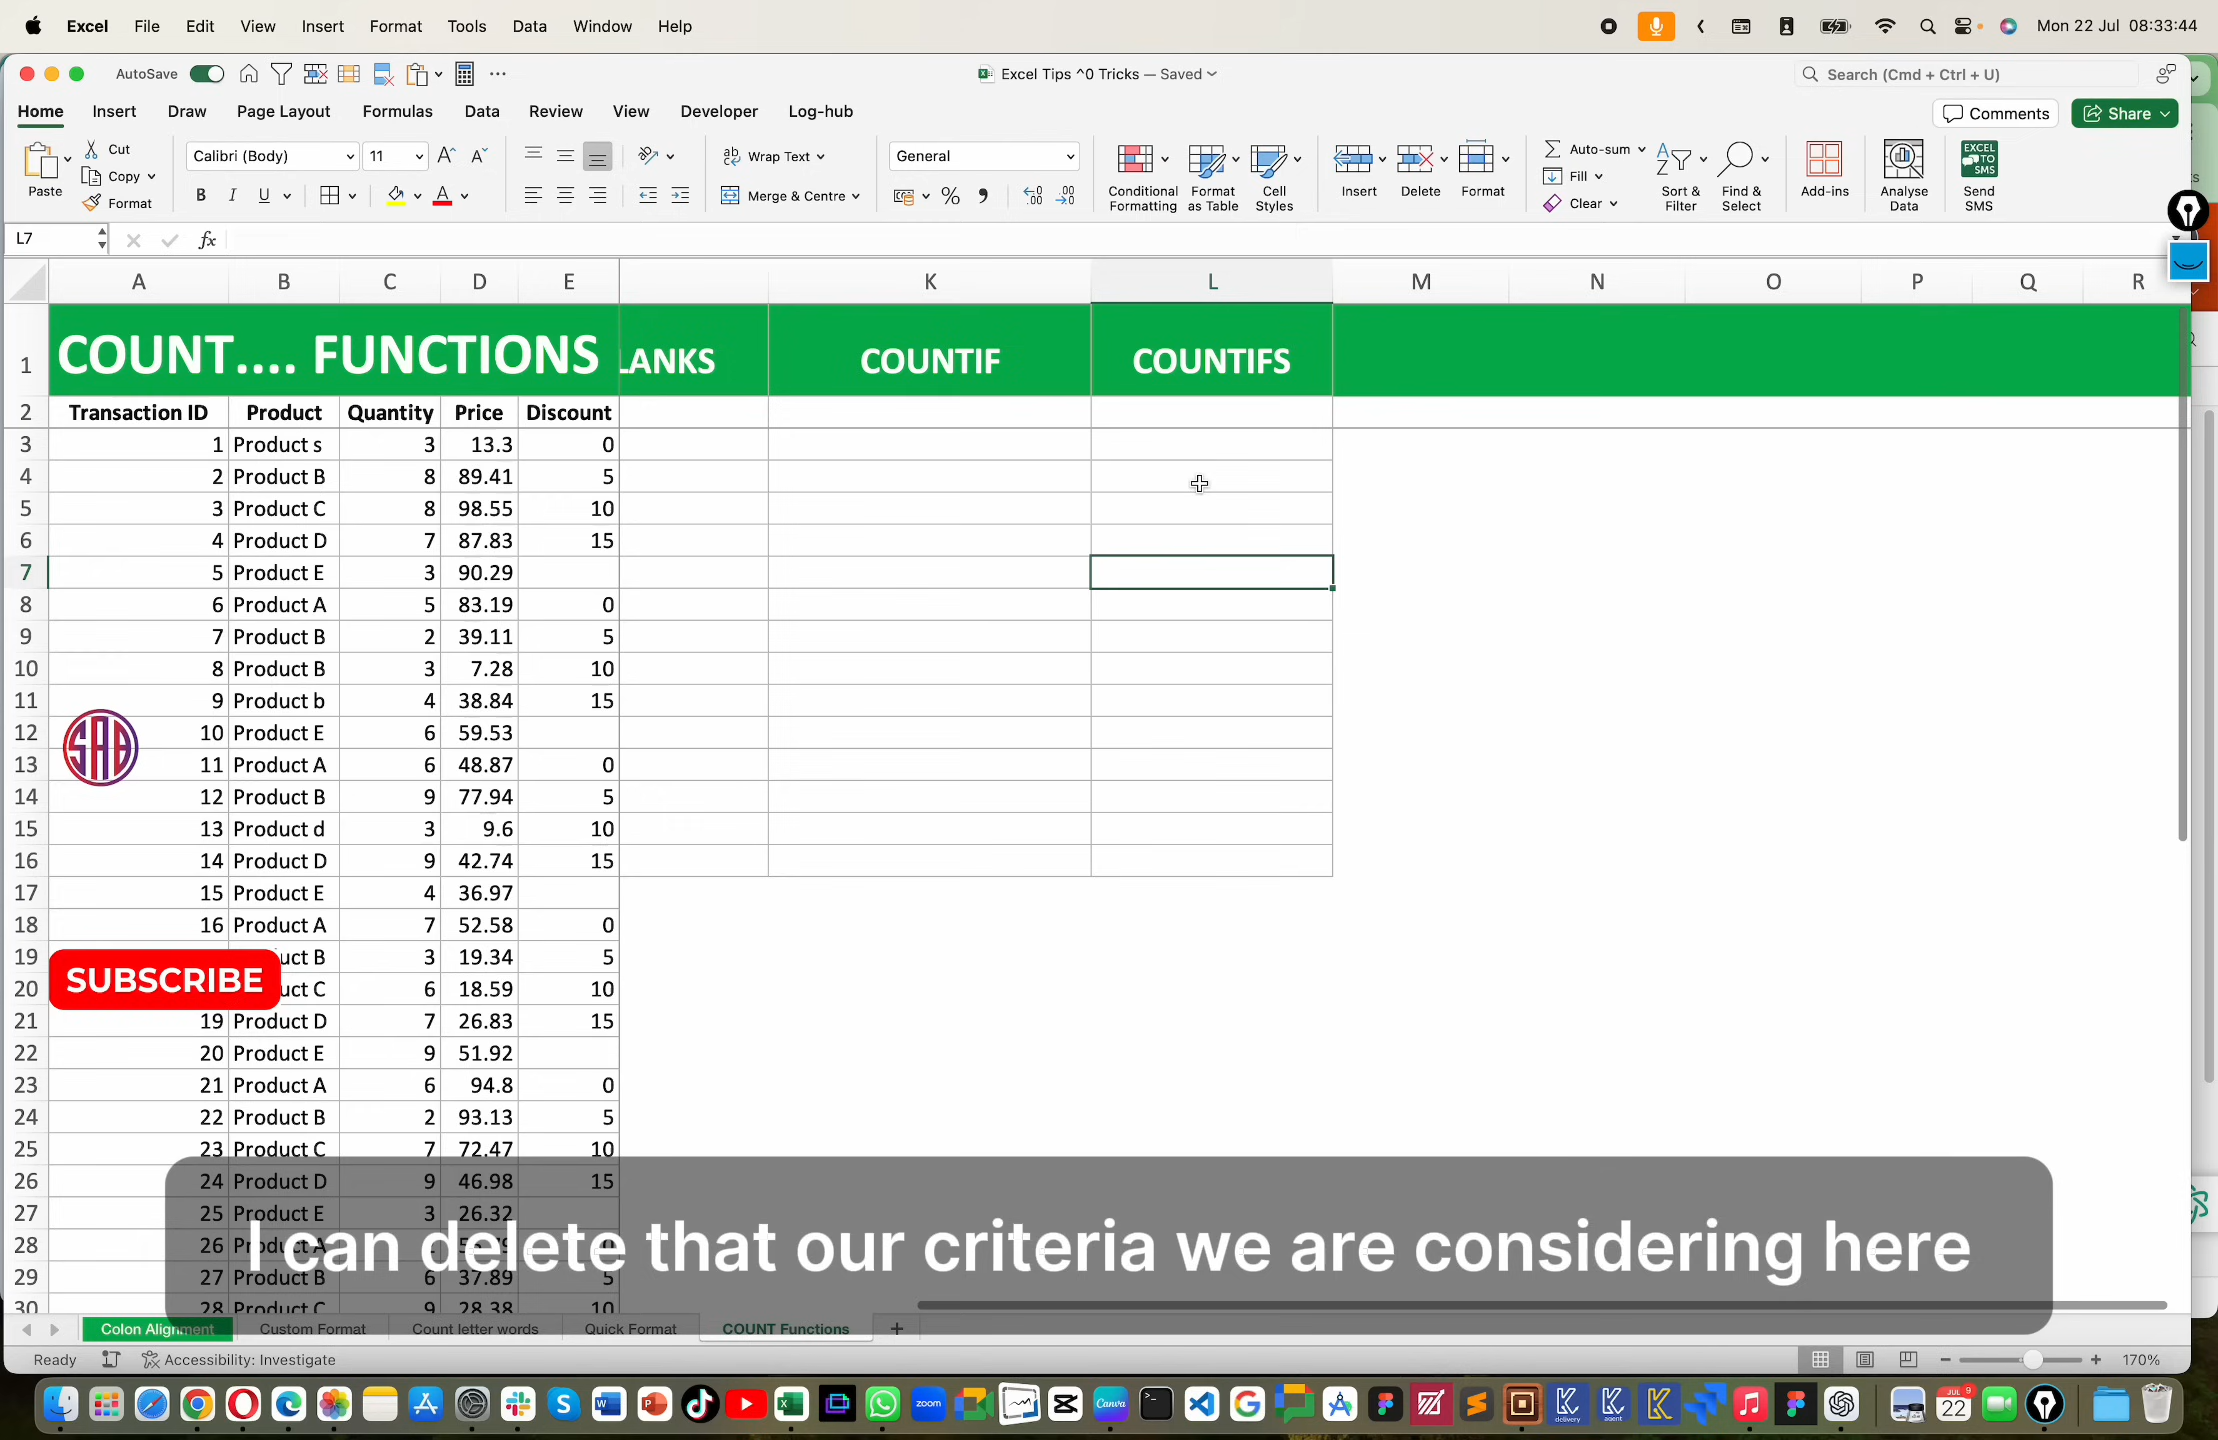 Excel File Edit View Insert Format Tools Data Window Help Mon 22 Jul 08:33:44
AutoSave Excel Tips ^0 Tricks — Saved Search (Cmd + Ctrl + U)
Home Insert Draw Page Layout Formulas Data Review View Developer Log-hub Comments Share
Paste Cut Copy Format
Calibri (Body) 11
B I U
ab Wrap Text
Merge & Centre
General
Conditional Formatting
Format as Table
Cell Styles
Insert Delete Format
Auto-sum Fill Clear
Sort & Filter
Find & Select
Add-ins
Analyse Data
EXCEL TO SMS
Send SMS
L7 fx
A B C D E K L M N O P Q R
1 COUNT.... FUNCTIONS LANKS COUNTIF COUNTIFS
2 Transaction ID Product Quantity Price Discount
3 1 Product s 3 13.3 0
4 2 Product B 8 89.41 5
5 3 Product C 8 98.55 10
6 4 Product D 7 87.83 15
7 5 Product E 3 90.29
8 6 Product A 5 83.19 0
9 7 Product B 2 39.11 5
10 8 Product B 3 7.28 10
11 9 Product b 4 38.84 15
12 10 Product E 6 59.53
SAB
13 11 Product A 6 48.87 0
14 12 Product B 9 77.94 5
15 13 Product d 3 9.6 10
16 14 Product D 9 42.74 15
17 15 Product E 4 36.97
18 16 Product A 7 52.58 0
19 uct B 3 19.34 5
SUBSCRIBE
20 uct C 6 18.59 10
21 19 Product D 7 26.83 15
22 20 Product E 9 51.92
23 21 Product A 6 94.8 0
24 22 Product B 2 93.13 5
25 23 Product C 7 72.47 10
26 24 Product D 9 46.98 15
27 25 Product E 3 26.32
28 26 Product A
I can delete that our criteria we are considering here
29 27 Product B 6 37.89 5
30 28 Product C 9 28.38 10
Colon Alignment Custom Format Count letter words Quick Format COUNT Functions +
Ready Accessibility: Investigate 170%
zoom Canva delivery agent JUL 22